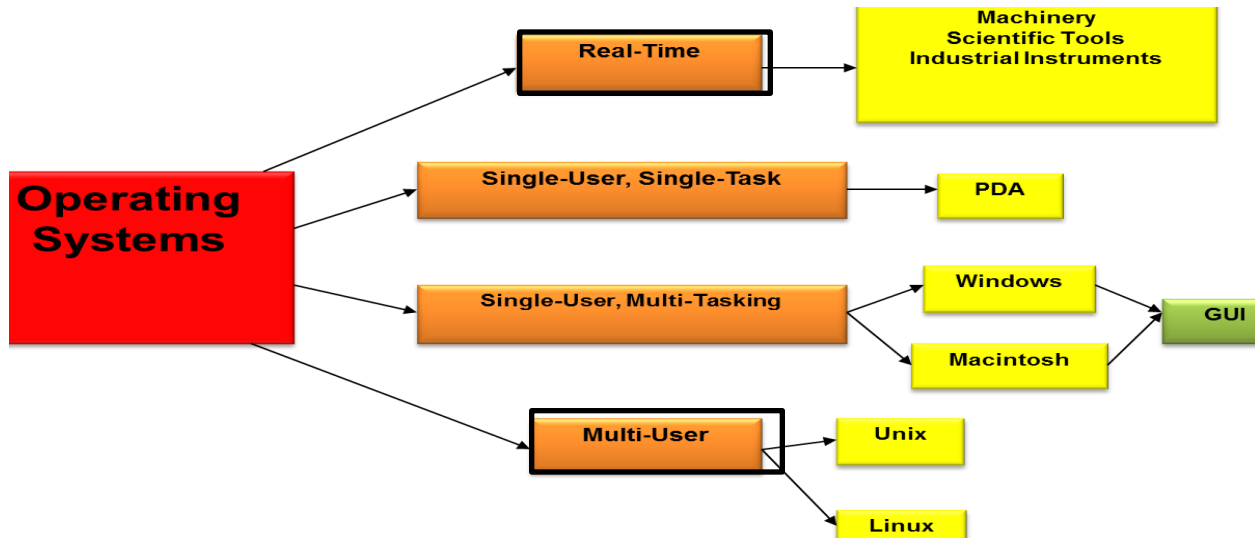 Machinery
Scientific Tools
Industrial Instruments
Real-Time
Operating
Systems
Single-User, Single-Task
PDA
Single-User, Multi-Tasking
Windows
Macintosh
GUI
Multi-User
Unix
Linux